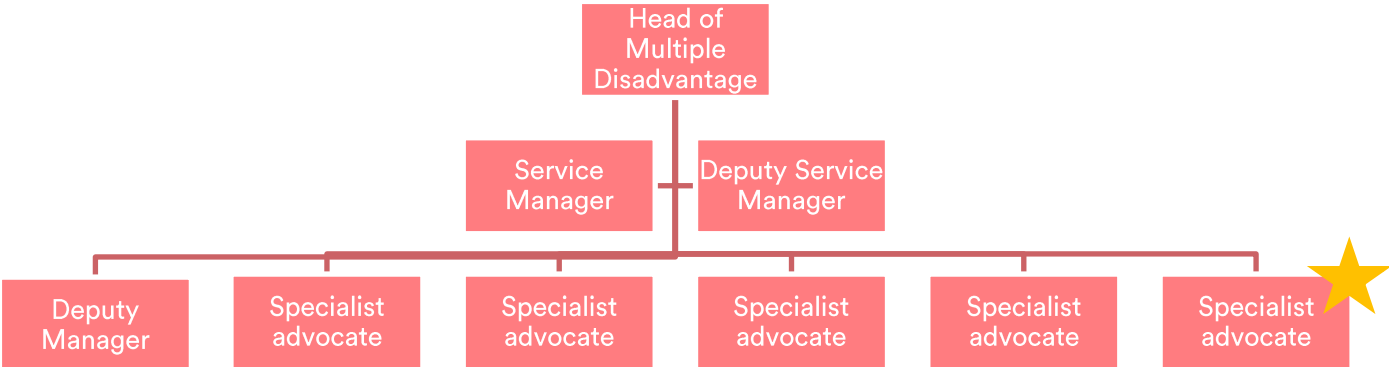 Head of
Multiple
Disadvantage
Service
Manager
Deputy Service
Manager
Deputy
Manager
Specialist
advocate
Specialist
advocate
Specialist
advocate
Specialist
advocate
Specialist
advocate